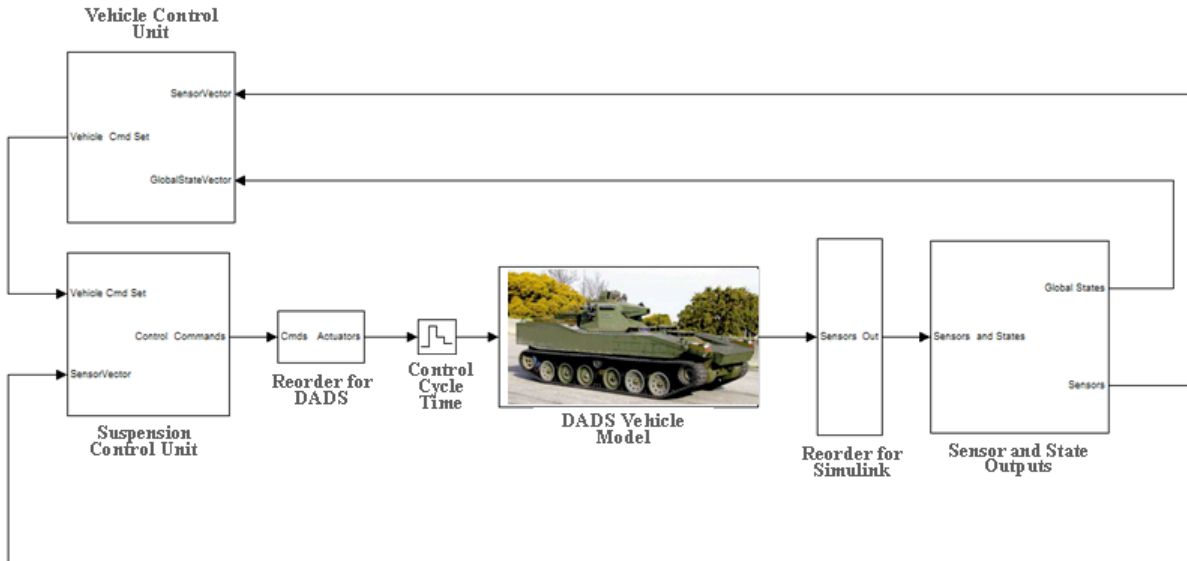 Vehicle Control
Unit
SensorVector
Vehicle Cmd Set
GlobalStateVector
Vehicle Cmd Set
Control Commands
SensorVector
Suspension
Control Unit
Cmds Actuators
Reorder for
DADS
Control
Cycle
Time
DADS Vehicle
Model
Sensors Out
Reorder for
Simulink
Global States
Sensors and States
Sensors
Sensor and State
Outputs